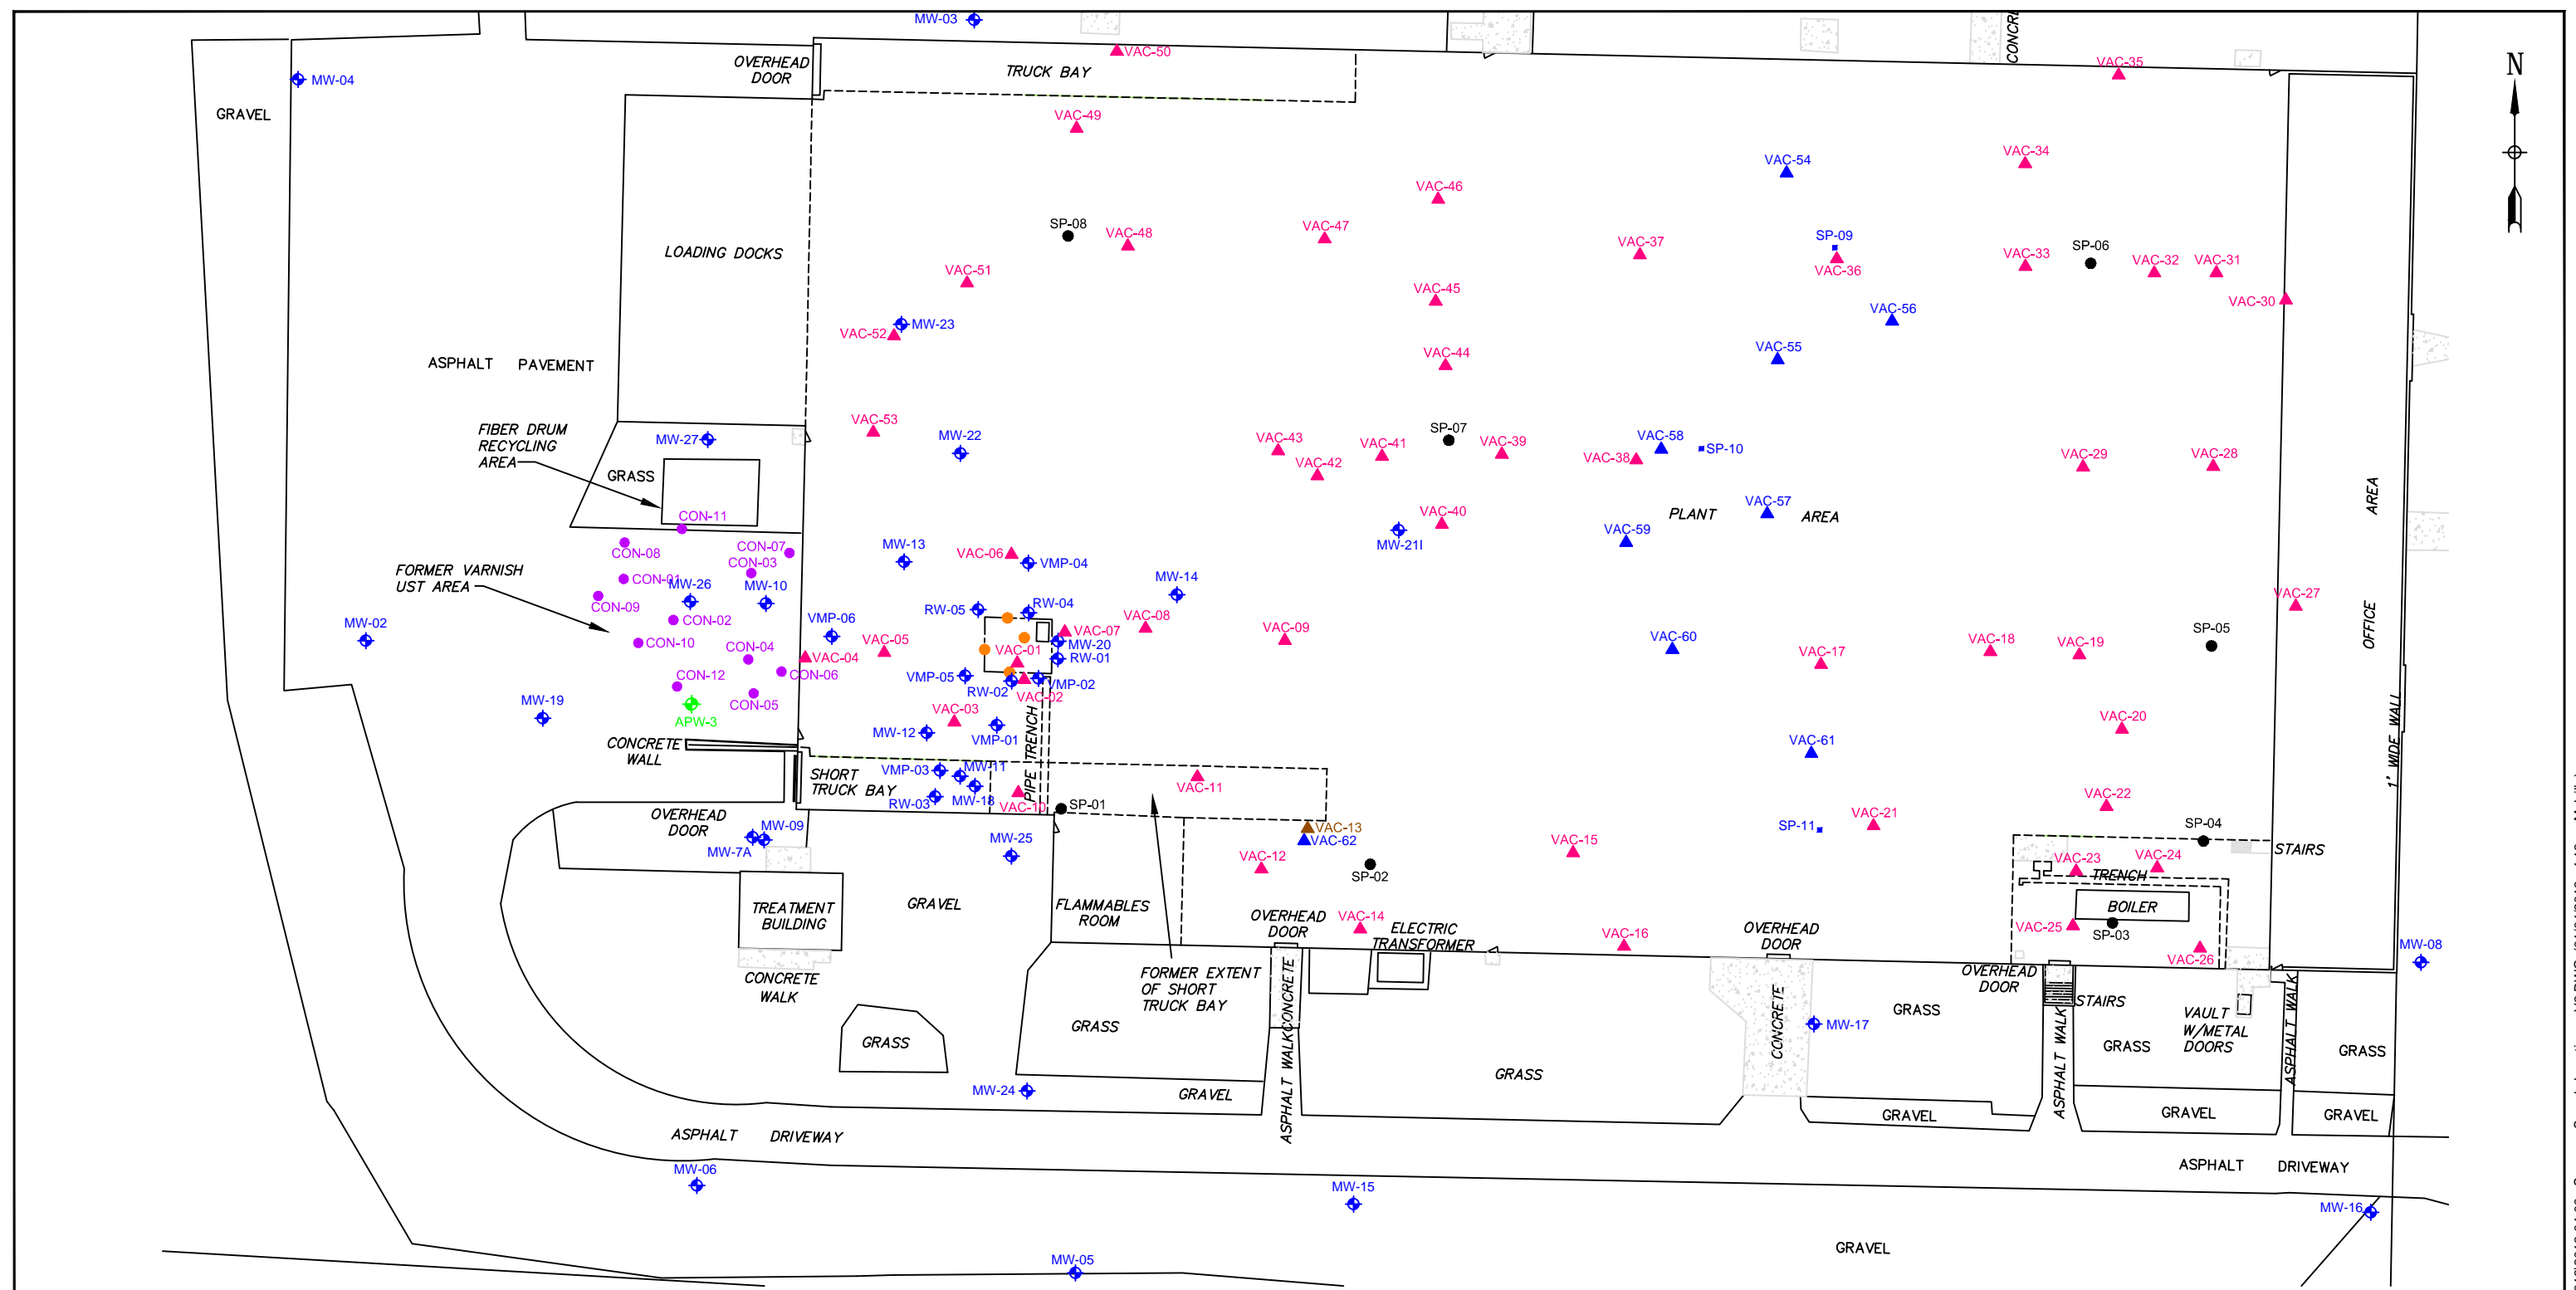 MW-03
CONCRE
OVERHEAD
DOOR
TRUCK BAY
VAC-50
VAC-35
N
MW-04
GRAVEL
VAC-49
VAC-34
VAC-54
VAC-46
SP-08
VAC-48
VAC-47
VAC-37
SP-09
VAC-36
VAC-33
SP-06
VAC-32
VAC-31
LOADING DOCKS
VAC-51
VAC-45
VAC-30
VAC-56
MW-23
VAC-52
VAC-44
VAC-55
ASPHALT PAVEMENT
VAC-53
FIBER DRUM
RECYCLING
AREA
MW-27
MW-22
VAC-43
VAC-41
SP-07
VAC-39
VAC-58
SP-10
VAC-38
VAC-42
VAC-29
VAC-28
GRASS
AREA
OFFICE
VAC-57
PLANT AREA
CON-11
VAC-40
MW-21I
VAC-59
CON-08
CON-07
CON-03
MW-13
VAC-06
VMP-04
FORMER VARNISH
UST AREA
CON-01
MW-26
MW-10
MW-14
CON-09
CON-02
RW-05
RW-04
VAC-08
VAC-27
MW-02
CON-10
VMP-06
VAC-05
VAC-07
MW-20
VAC-09
VAC-60
VAC-18
VAC-19
SP-05
CON-04
VAC-04
VAC-01
RW-01
VAC-17
CON-12
CON-06
VMP-05
RW-02
VMP-02
VAC-02
MW-19
CON-05
APW-3
VAC-03
MW-12
VMP-01
PIPE TRENCH
VAC-20
1' WIDE WALL
CONCRETE
WALL
VAC-61
SHORT
TRUCK BAY
VMP-03
MW-11
RW-03
MW-18
VAC-10
SP-01
VAC-11
VAC-22
OVERHEAD
DOOR
MW-09
MW-7A
MW-25
VAC-13
VAC-62
SP-11
VAC-21
SP-04
VAC-12
SP-02
VAC-15
STAIRS
VAC-23
VAC-24
TRENCH
TREATMENT
BUILDING
GRAVEL
FLAMMABLES
ROOM
OVERHEAD
DOOR
VAC-14
ELECTRIC
TRANSFORMER
VAC-16
OVERHEAD
DOOR
BOILER
VAC-25
SP-03
VAC-26
MW-08
CONCRETE
WALK
FORMER EXTENT
OF SHORT
TRUCK BAY
CONCRETE
ASPHALT WALK
OVERHEAD
DOOR
STAIRS
GRASS
GRASS
GRASS
CONCRETE
MW-17
GRASS
ASPHALT WALK
VAULT
W/METAL
DOORS
GRASS
ASPHALT WALK
GRASS
MW-24
GRAVEL
GRAVEL
GRAVEL
GRAVEL
ASPHALT DRIVEWAY
ASPHALT DRIVEWAY
MW-06
MW-15
MW-16
GRAVEL
MW-05